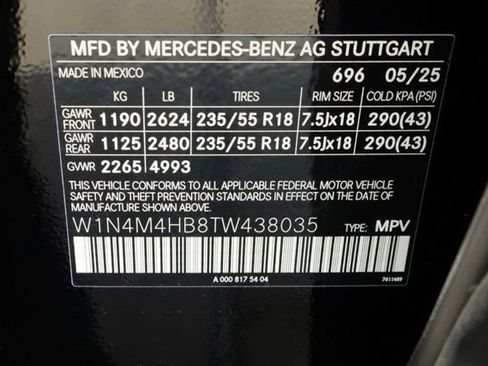 MFD BY MERCEDES-BENZ AG STUTTGART
MADE IN MEXICO 696 05/25
KG LB TIRES RIM SIZE COLD KPA (PSI)
GAWR FRONT 1190 2624 235/55 R18 7.5Jx18 290(43)
GAWR REAR 1125 2480 235/55 R18 7.5Jx18 290(43)
GVWR 2265 4993
THIS VEHICLE CONFORMS TO ALL APPLICABLE FEDERAL MOTOR VEHICLE
SAFETY AND THEFT PREVENTION STANDARDS IN EFFECT ON THE DATE
OF MANUFACTURE SHOWN ABOVE.
W1N4M4HB8TW438035 TYPE: MPV
A 000 817 54 04 7011409